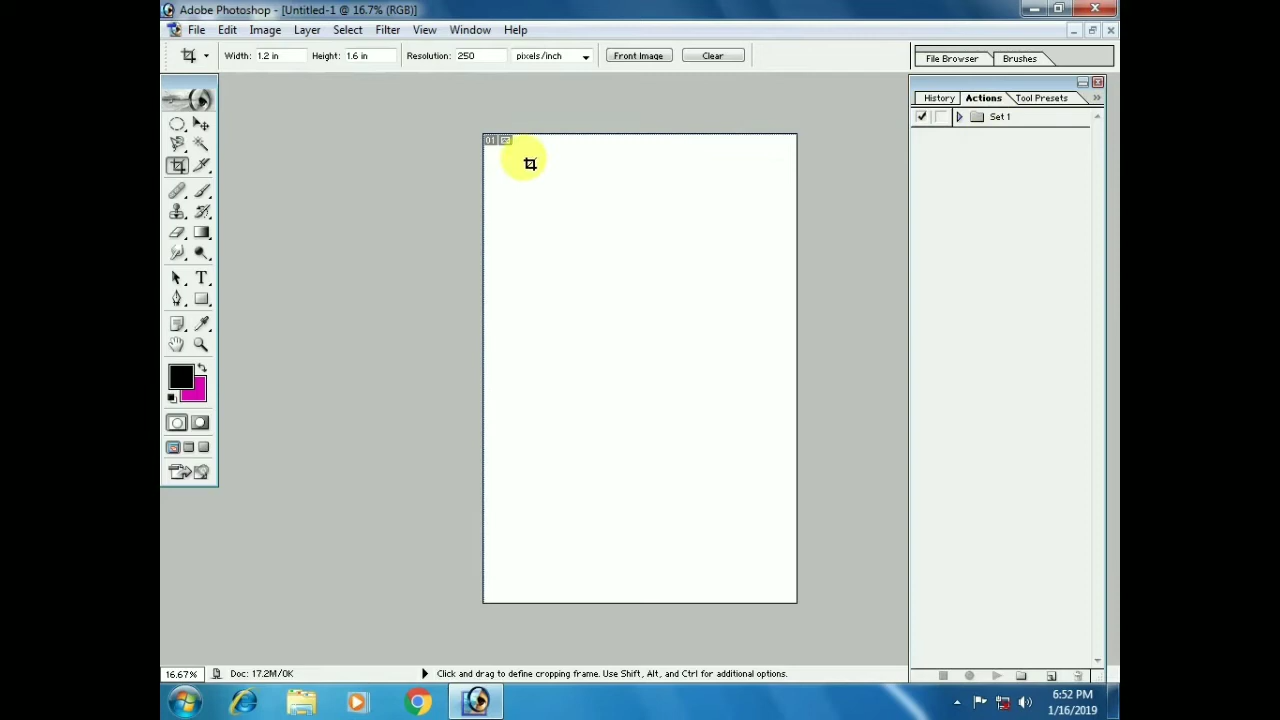 Adobe Photoshop - [Untitled-1 @ 16.7% (RGB)]
File Edit Image Layer Select Filter View Window Help
Width: 1.2 in Height: 1.6 in Resolution: 250 pixels/inch Front Image Clear File Browser Brushes
History Actions Tool Presets
Set 1
01
T
16.67% Doc: 17.2M/0K Click and drag to define cropping frame. Use Shift, Alt, and Ctrl for additional options.
6:52 PM
1/16/2019